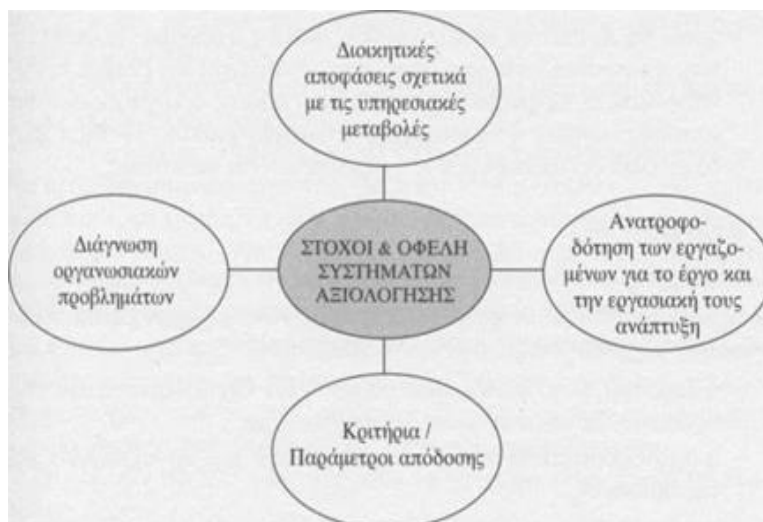 Διοικητικές
αποφάσεις σχετικά
με τις υπηρεσιακές
μεταβολές
Διάγνωση
οργανωσιακών
προβλημάτων
ΣΤΟΧΟΙ & ΟΦΕΛΗ
ΣΥΣΤΗΜΑΤΩΝ
ΑΞΙΟΛΟΓΗΣΗΣ
Ανατροφο-
δότηση των εργαζο-
μένων για το έργο και
την εργασιακή τους
ανάπτυξη
Κριτήρια /
Παράμετροι απόδοσης